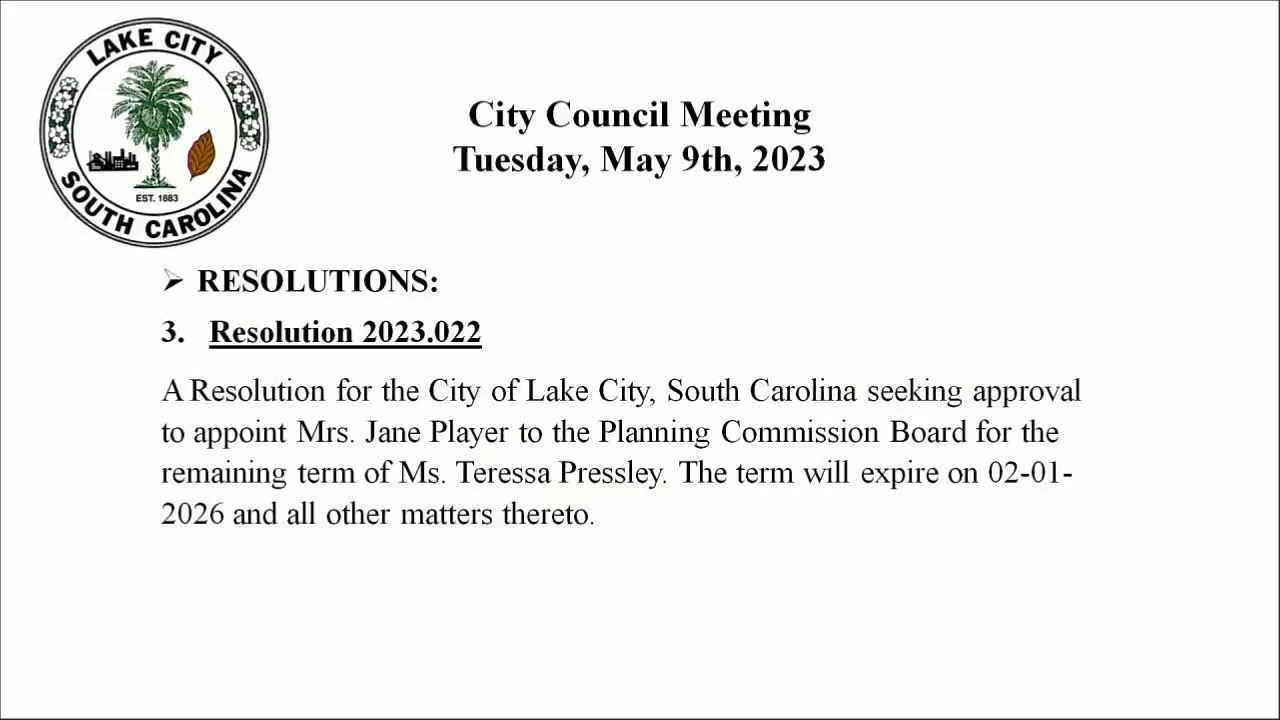 LAKE CITY
EST. 1883
SOUTH CAROLINA
City Council Meeting
Tuesday, May 9th, 2023
➢ RESOLUTIONS:
3. Resolution 2023.022
A Resolution for the City of Lake City, South Carolina seeking approval
to appoint Mrs. Jane Player to the Planning Commission Board for the
remaining term of Ms. Teressa Pressley. The term will expire on 02-01-
2026 and all other matters thereto.